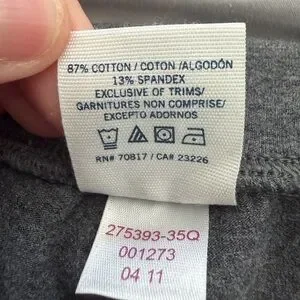 87% COTTON / COTON /ALGODÓN
13% SPANDEX
EXCLUSIVE OF TRIMS/
GARNITURES NON COMPRISE/
EXCEPTO ADORNOS
RN# 70817 / CA# 23226
275393-35Q
001273
04 11